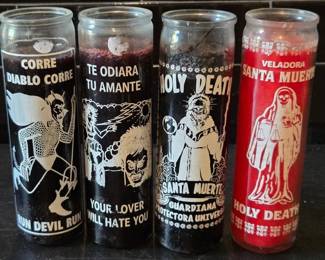 CORRE
DIABLO CORRE
RUN DEVIL RUN
TE ODIARA
TU AMANTE
YOUR LOVER
WILL HATE YOU
HOLY DEATH
SANTA MUERTE
GUARDIANA
PROTECTORA UNIVERSAL
VELADORA
SANTA MUERTE
HOLY DEATH